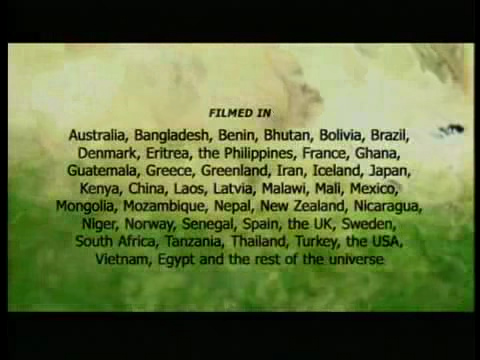 FILMED IN
Australia, Bangladesh, Benin, Bhutan, Bolivia, Brazil,
Denmark, Eritrea, the Philippines, France, Ghana,
Guatemala, Greece, Greenland, Iran, Iceland, Japan,
Kenya, China, Laos, Latvia, Malawi, Mali, Mexico,
Mongolia, Mozambique, Nepal, New Zealand, Nicaragua,
Niger, Norway, Senegal, Spain, the UK, Sweden,
South Africa, Tanzania, Thailand, Turkey, the USA,
Vietnam, Egypt and the rest of the universe